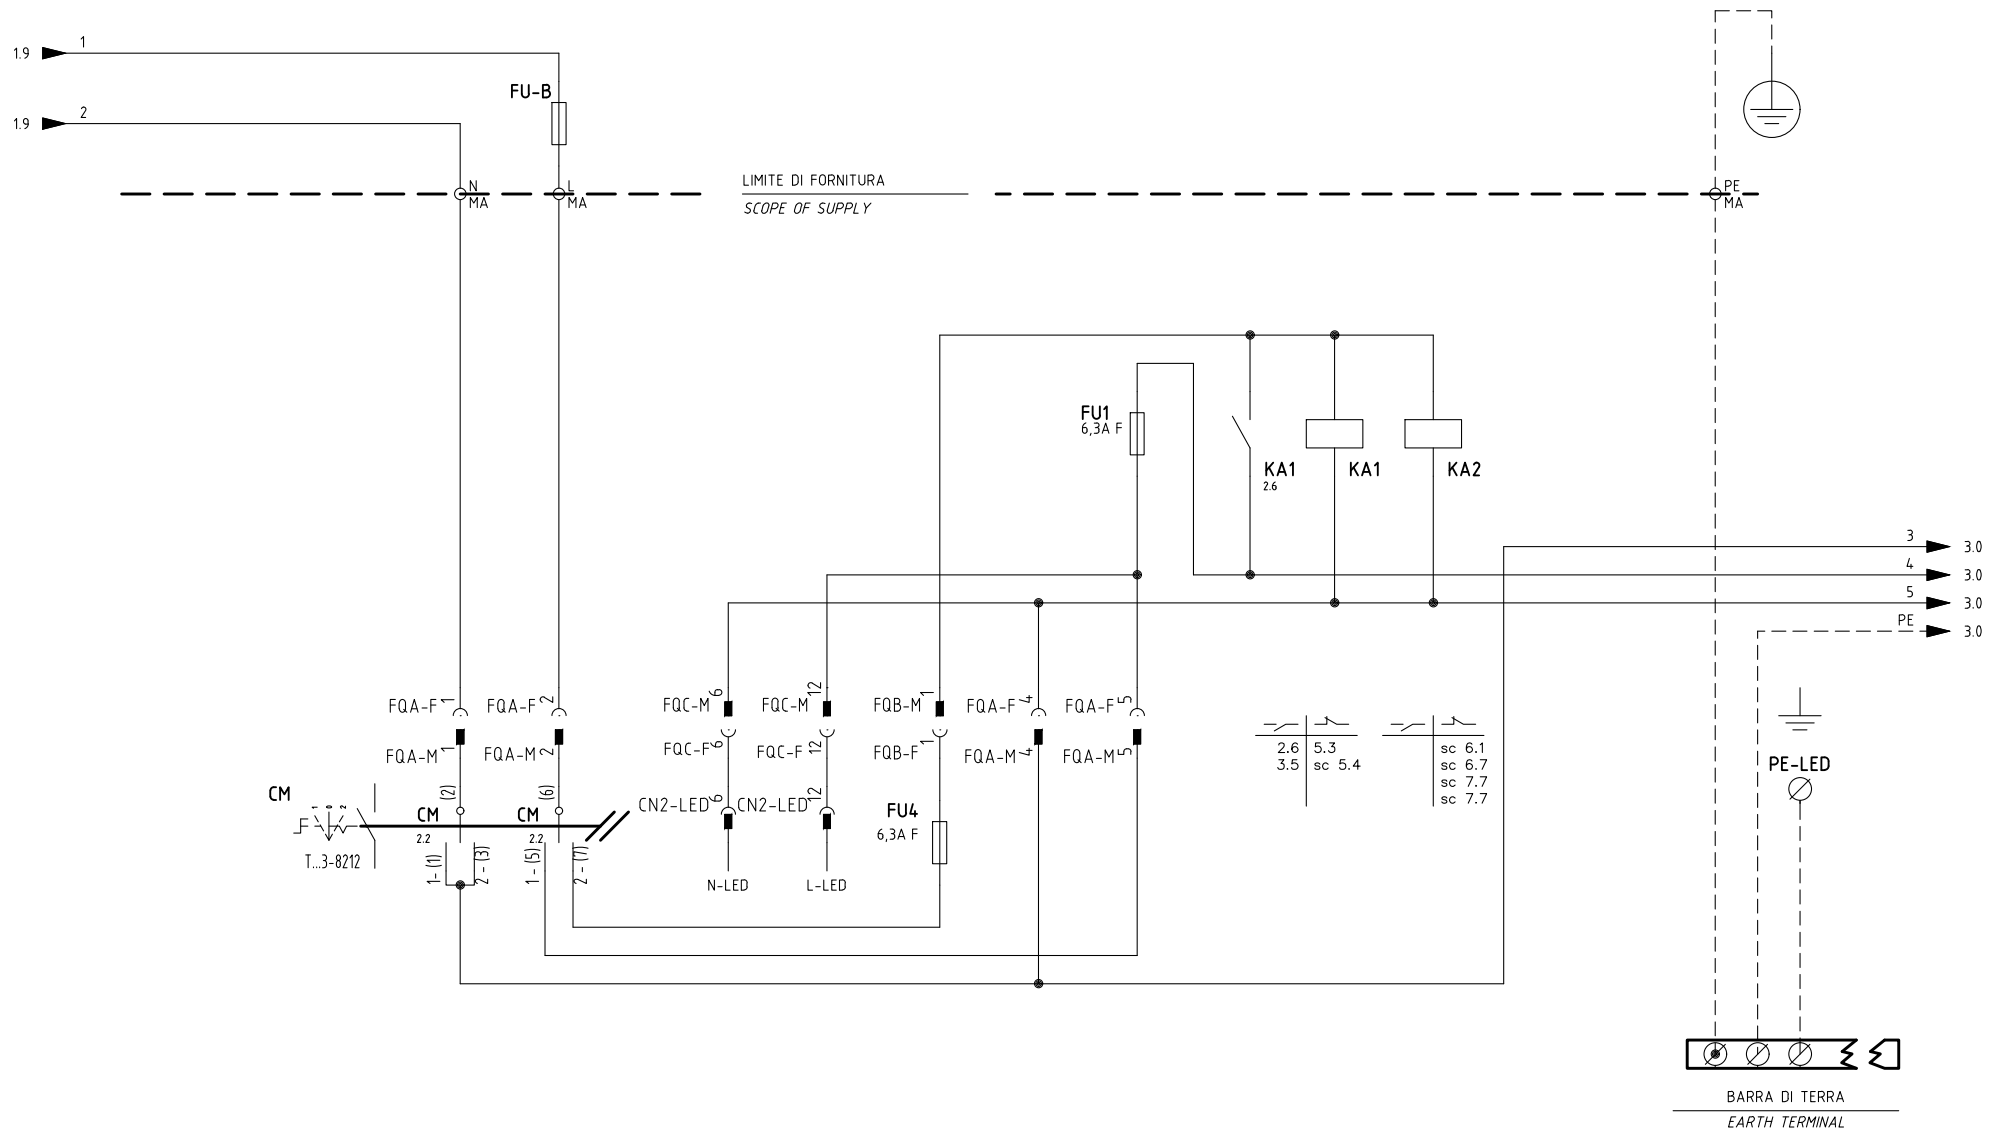 1.9
1
FU-B
1.9
2
N
MA
L
MA
LIMITE DI FORNITURA
SCOPE OF SUPPLY
PE
MA
FU1
6,3A F
KA1
2.6
KA1
KA2
3
3.0
4
3.0
5
3.0
PE
3.0
FQA-F
1
FQA-F
2
FQC-M
6
FQC-M
12
FQB-M
1
FQA-F
4
FQA-F
5
FQA-M
1
FQA-M
2
FQC-F
6
FQC-F
12
FQB-F
1
FQA-M
4
FQA-M
5
2.6
5.3
3.5
sc 5.4
sc 6.1
sc 6.7
sc 7.7
sc 7.7
PE-LED
CM
1
0
2
T...3-8212
(2)
CM
2.2
(6)
CM
2.2
1-(1)
2-(3)
1-(5)
2-(7)
CN2-LED
6
CN2-LED
12
FU4
6,3A F
N-LED
L-LED
BARRA DI TERRA
EARTH TERMINAL